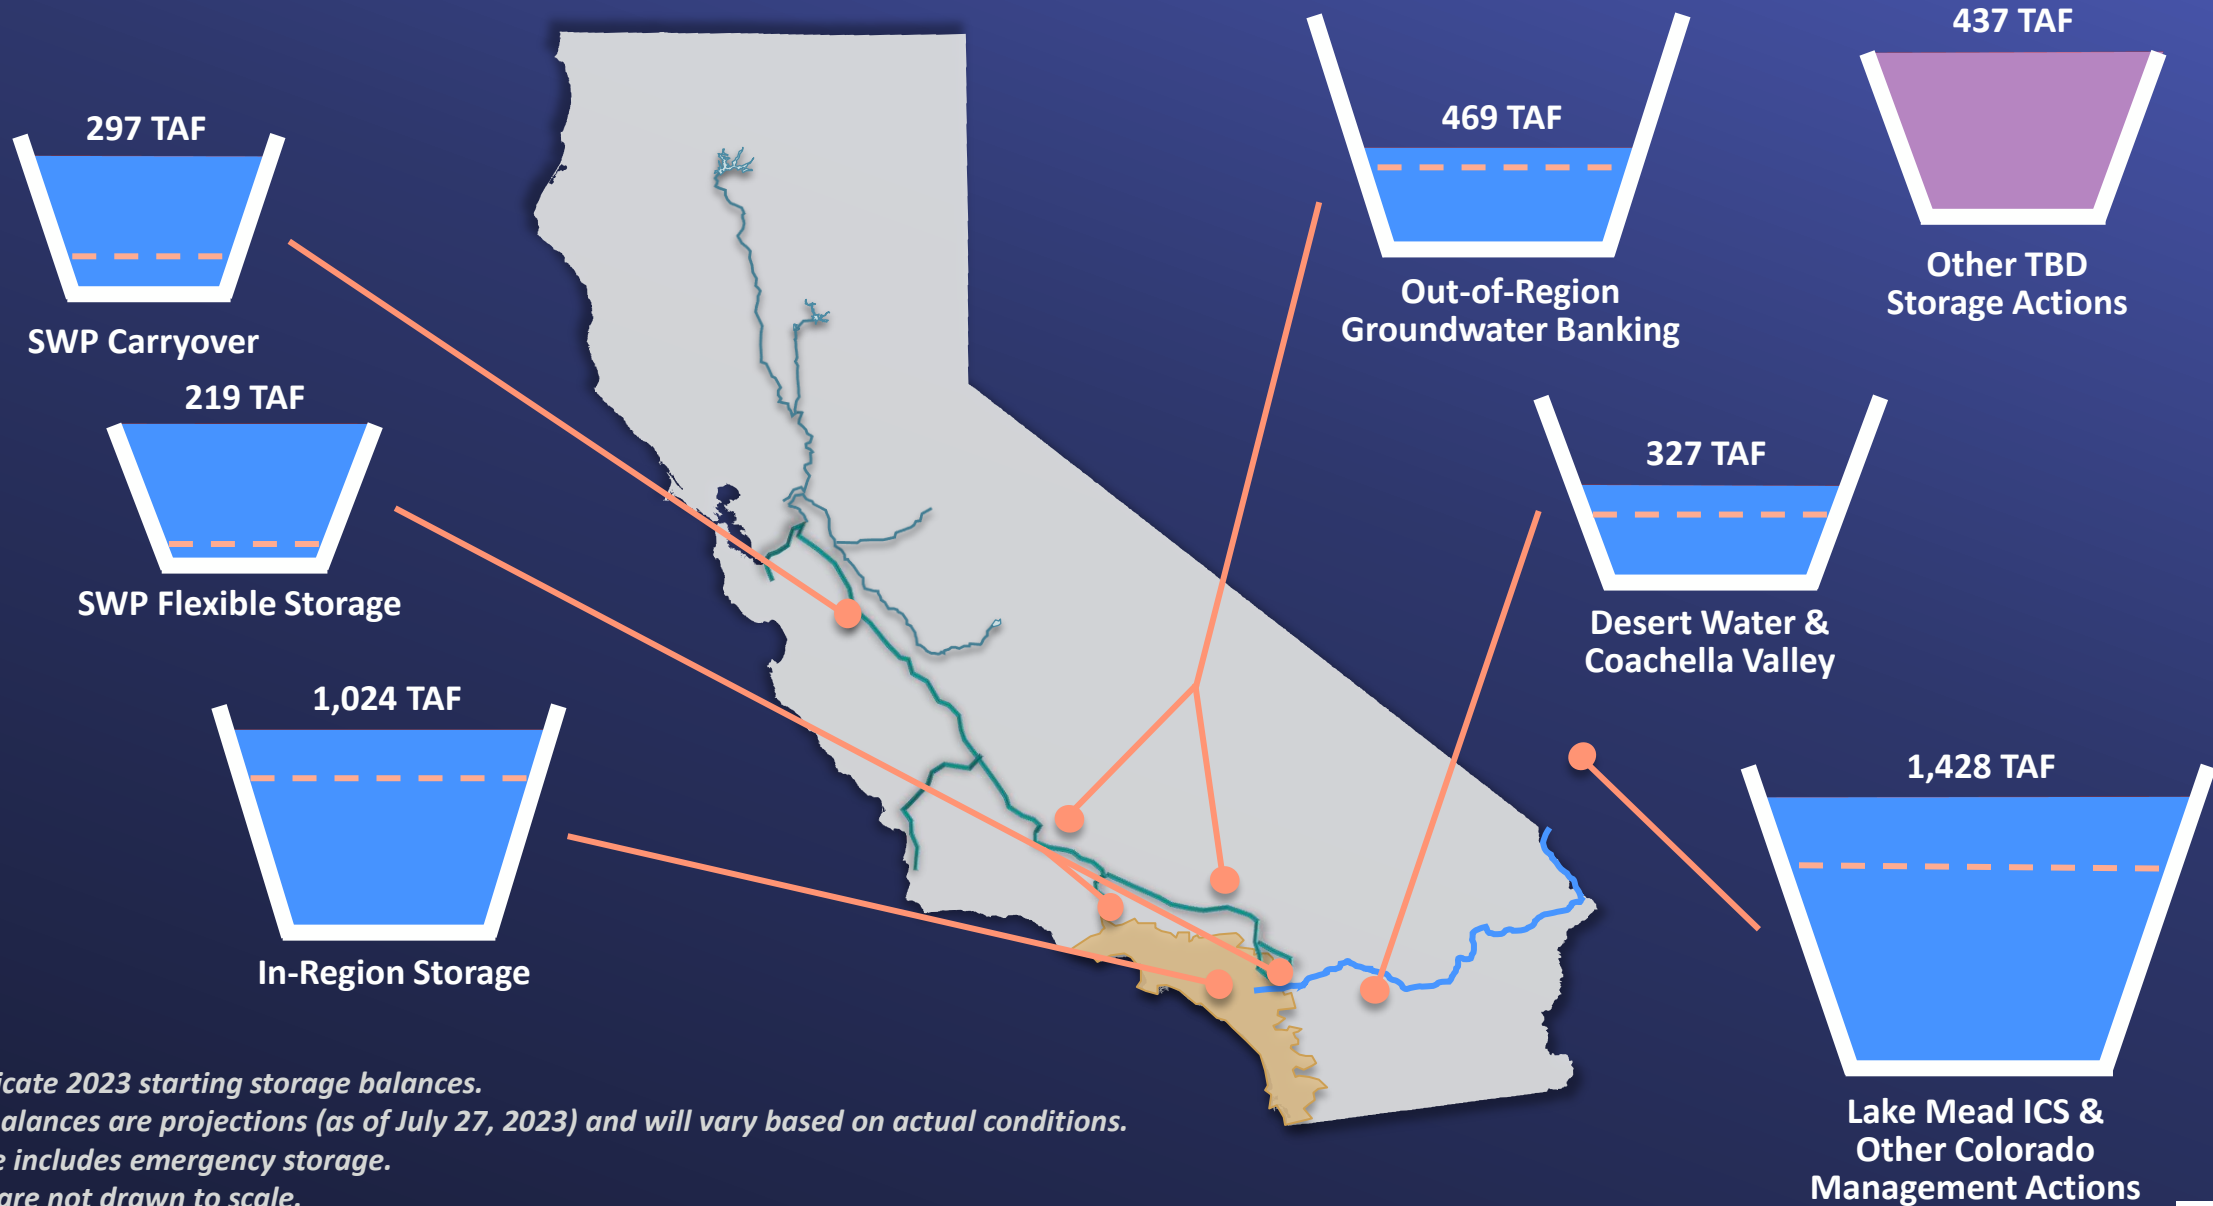 297 TAF
SWP Carryover
219 TAF
SWP Flexible Storage
1,024 TAF
In-Region Storage
469 TAF
Out-of-Region
Groundwater Banking
437 TAF
Other TBD
Storage Actions
327 TAF
Desert Water &
Coachella Valley
1,428 TAF
Lake Mead ICS &
Other Colorado
Management Actions
2023 starting storage balances.
are projections (as of July 27, 2023) and will vary based on actual conditions.
includes emergency storage.
are not drawn to scale.